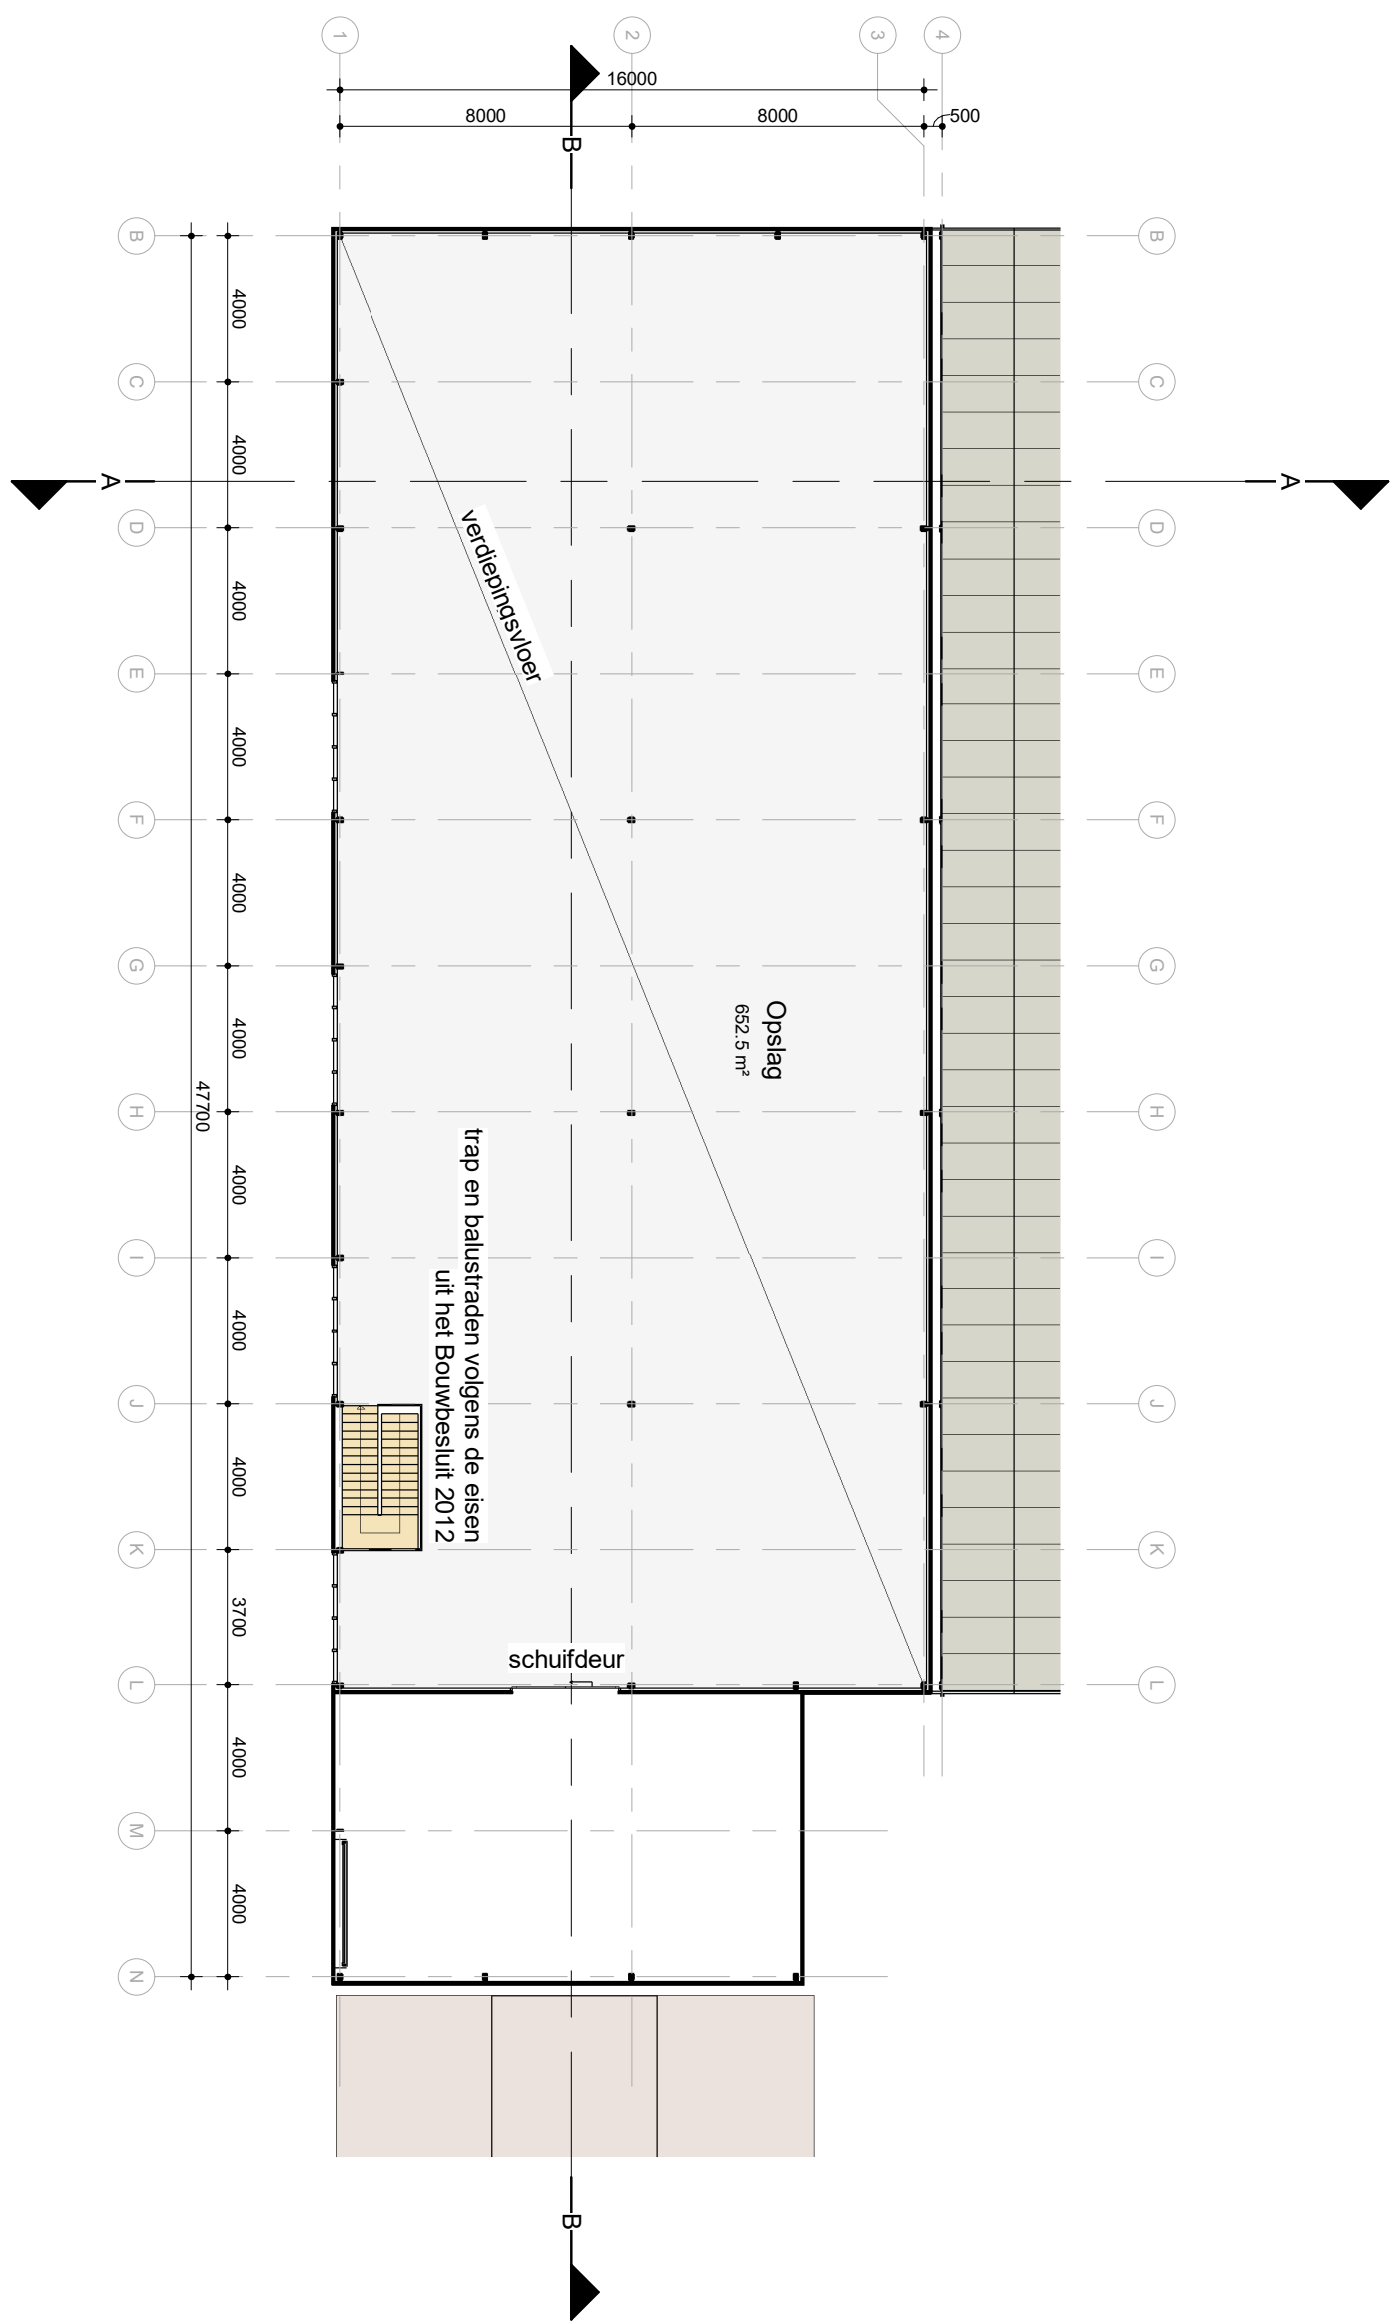 1
2
3
4
16000
8000
8000
500
B
B
B
4000
C
C
4000
A
A
D
D
verdiepingsvloer
4000
E
E
4000
F
F
4000
G
G
Opslag
652.5 m²
4000
47700
H
H
trap en balustraden volgens de eisen
uit het Bouwbesluit 2012
4000
I
I
4000
J
J
4000
K
K
3700
schuifdeur
L
L
4000
M
4000
N
B